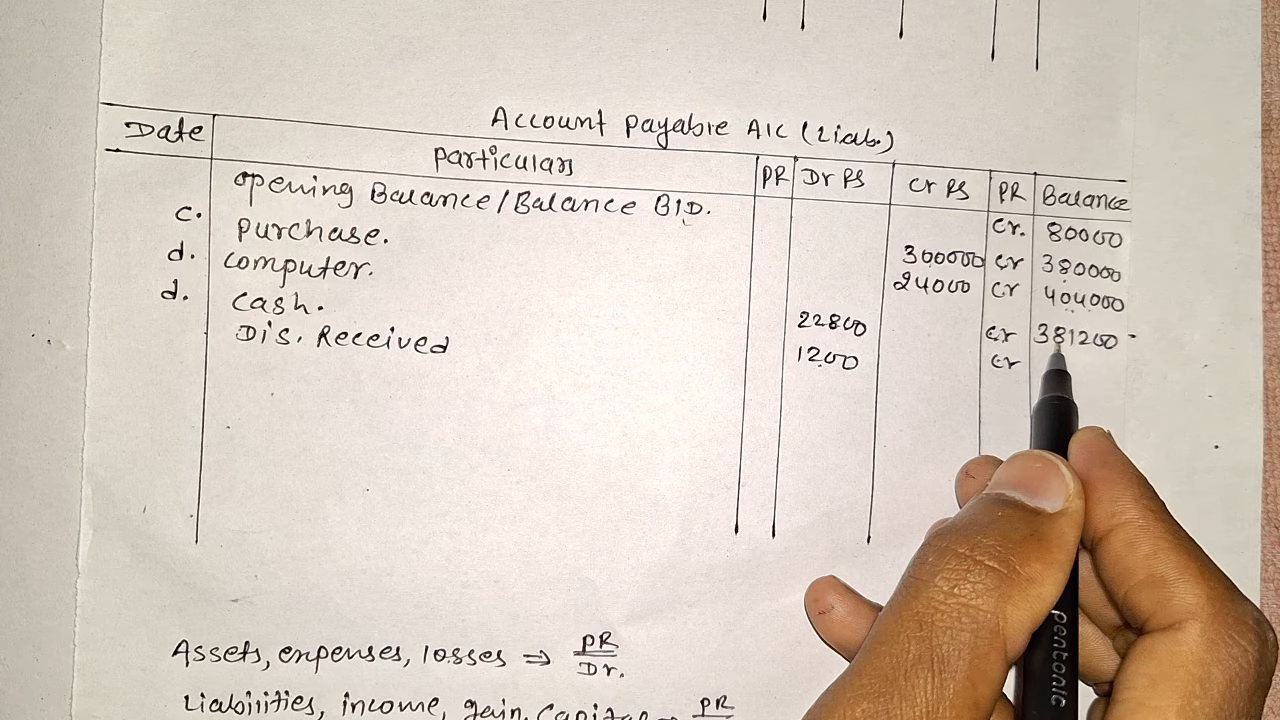 Account payable A/C (Liab.)
Date particulars PR Dr RS Cr RS PR Balance
opening Balance/Balance B/D. Cr. 80000
c. purchase. 300000 Cr 380000
d. computer. 24000 Cr 404000
d. Cash. 22800 Cr 381200
Dis. Received 1200 Cr
Assets, expenses, losses ⇒ PR
Dr.
Liabilities, income, gain, Capital PR
pentonic